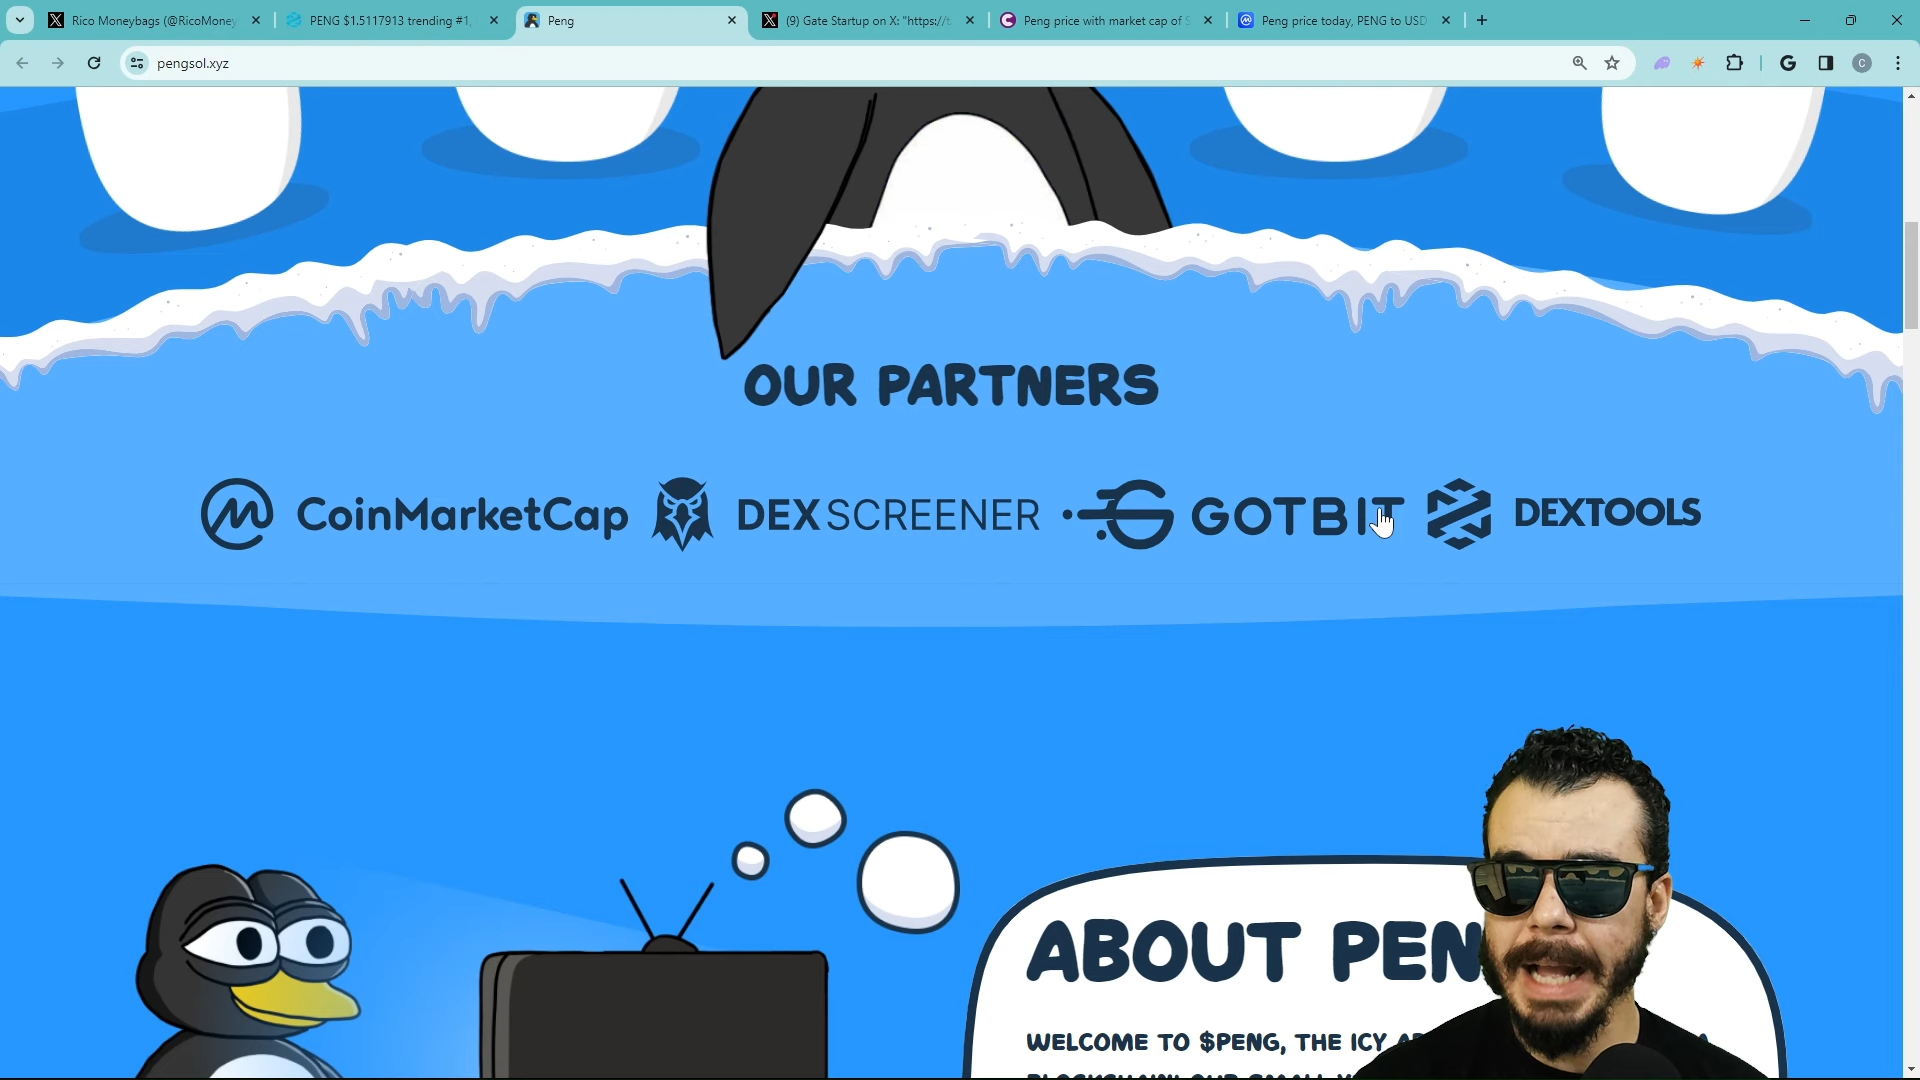 Rico Moneybags (@RicoMoney
PENG $1.5117913 trending #1,
Peng
(9) Gate Startup on X: "https://t
Peng price with market cap of $
Peng price today, PENG to USD
pengsol.xyz
C
OUR PARTNERS
CoinMarketCap
DEXSCREENER
GOTBIT
DEXTOOLS
ABOUT PEN
WELCOME TO $PENG, THE ICY